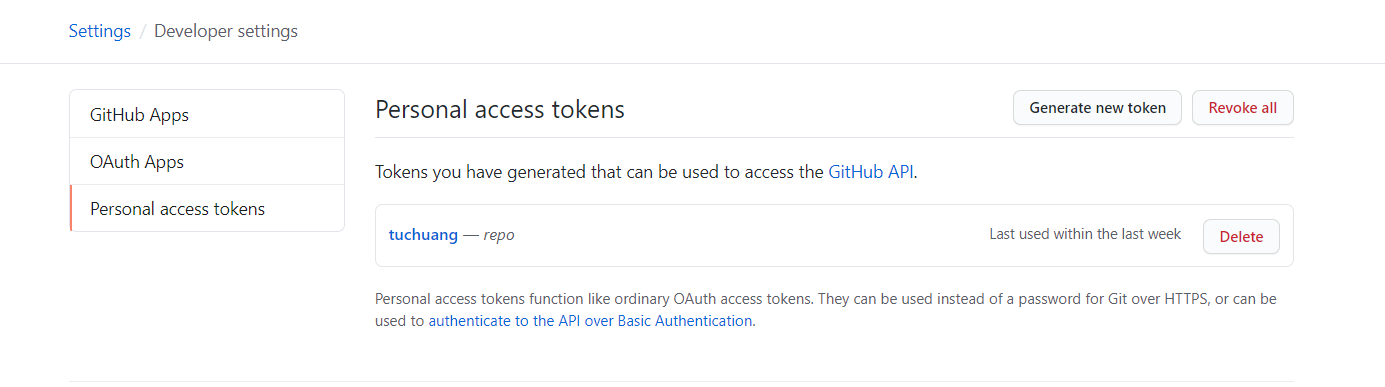 Settings / Developer settings
GitHub Apps
OAuth Apps
Personal access tokens
Personal access tokens
Generate new token
Revoke all
Tokens you have generated that can be used to access the GitHub API.
tuchuang — repo
Last used within the last week
Delete
Personal access tokens function like ordinary OAuth access tokens. They can be used instead of a password for Git over HTTPS, or can be
used to authenticate to the API over Basic Authentication.